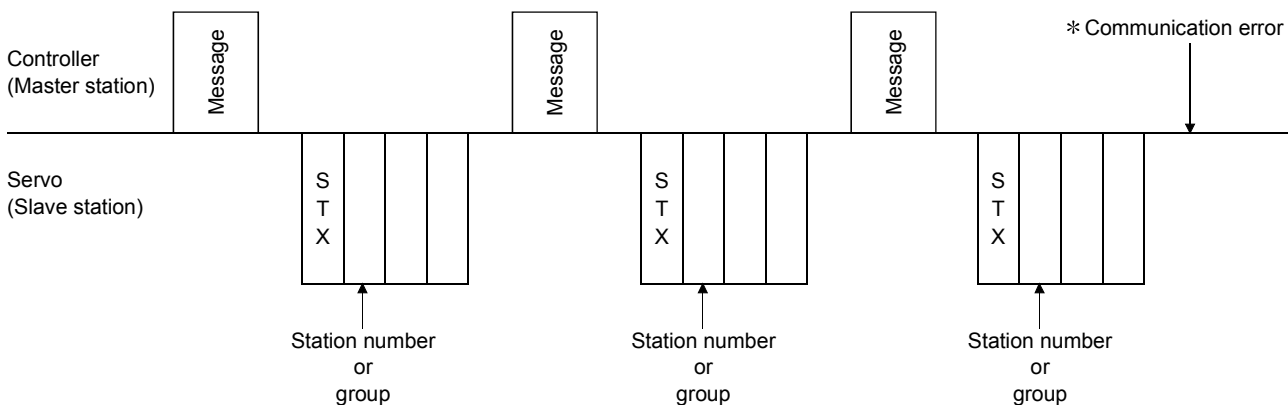 * Communication error
Controller
(Master station)
Message
Message
Message
Servo
(Slave station)
S
T
X
S
T
X
S
T
X
Station number
or
group
Station number
or
group
Station number
or
group